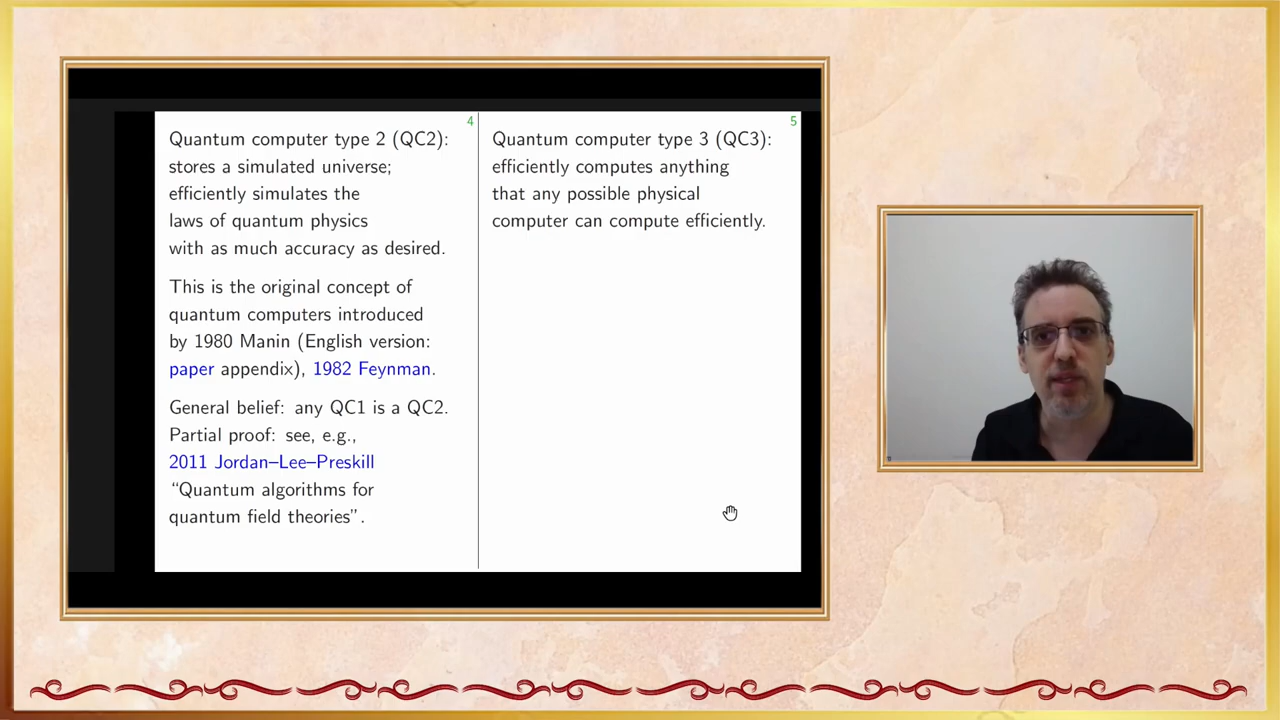 4
Quantum computer type 2 (QC2):
stores a simulated universe;
efficiently simulates the
laws of quantum physics
with as much accuracy as desired.
This is the original concept of
quantum computers introduced
by 1980 Manin (English version:
paper appendix), 1982 Feynman.
General belief: any QC1 is a QC2.
Partial proof: see, e.g.,
2011 Jordan–Lee–Preskill
“Quantum algorithms for
quantum field theories”.
5
Quantum computer type 3 (QC3):
efficiently computes anything
that any possible physical
computer can compute efficiently.